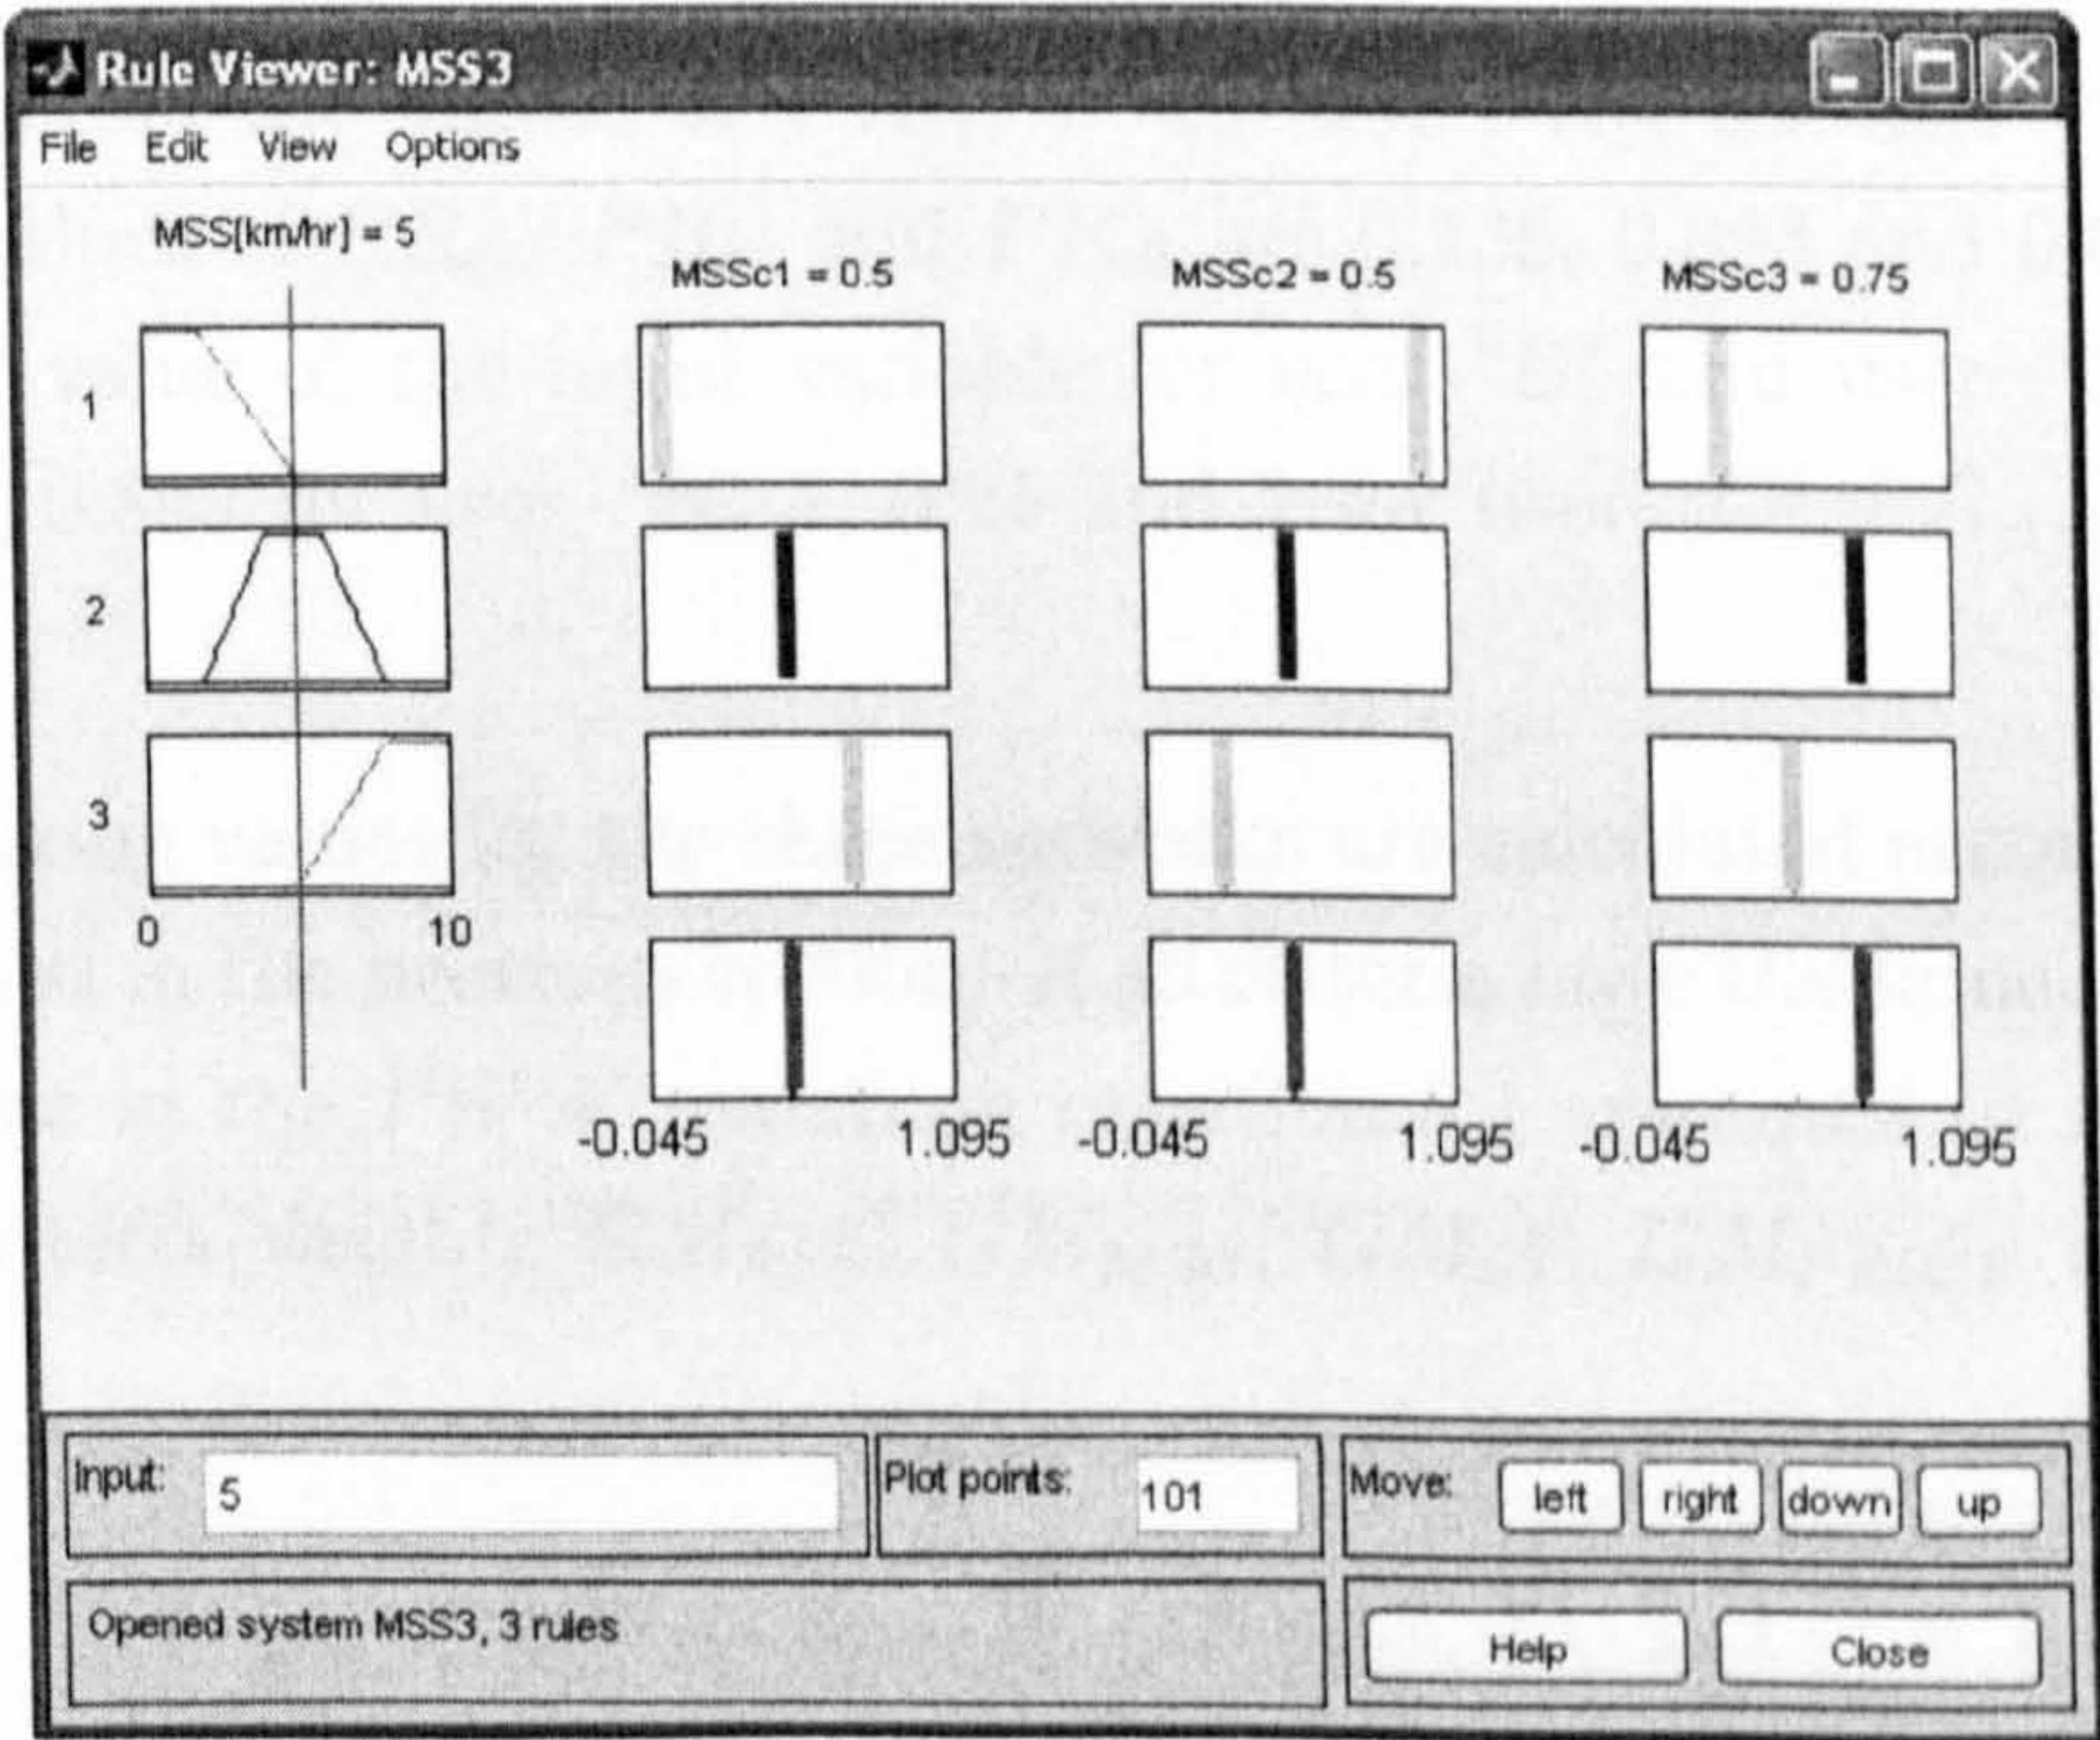 Rule Viewer: MSS3
File Edit View Options
MSS[km/hr] = 5
MSSc1 = 0.5
MSSc2 = 0.5
MSSc3 = 0.75
1
2
3
0 10
-0.045 1.095 -0.045 1.095 -0.045 1.095
Input: 5 Plot points: 101 Move: left right down up
Opened system MSS3, 3 rules Help Close